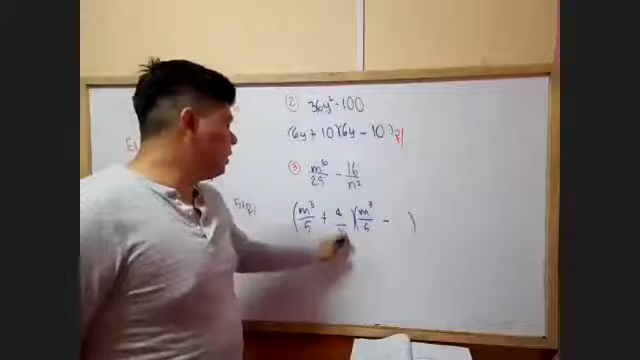 ② 36y² - 100
(6y + 10)(6y - 10) R/
③ m⁶/25 - 16/n²
(m³/5 + 4/n)(m³/5 - )